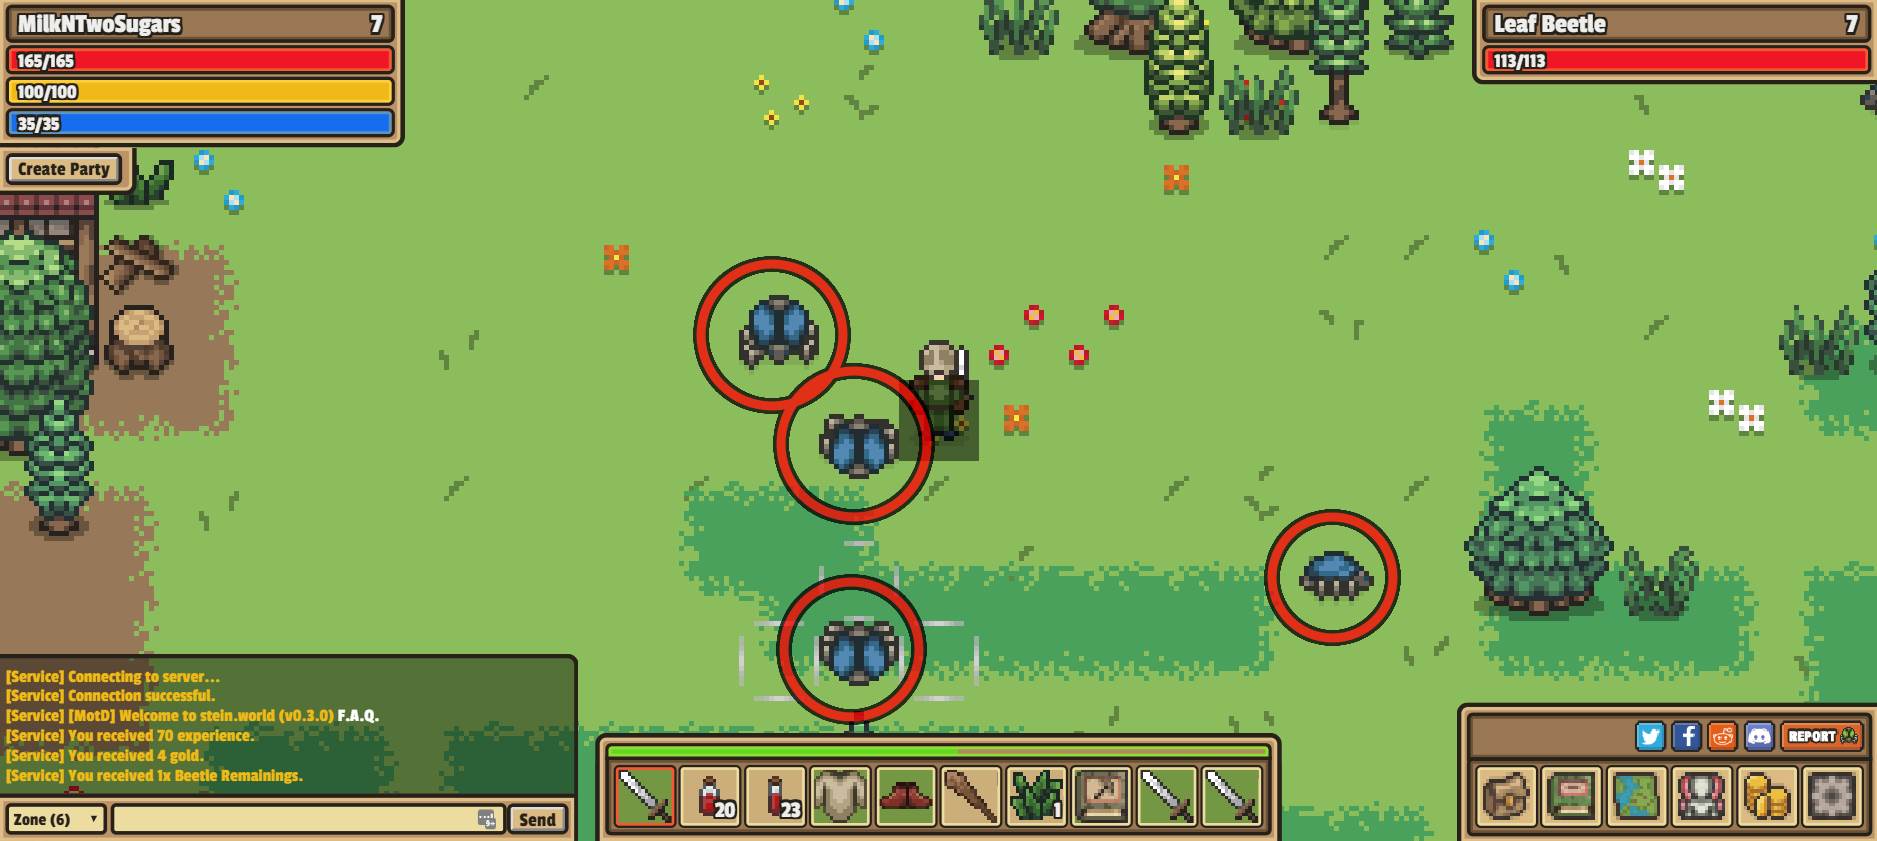 MilkNTwoSugars 7
165/165
100/100
35/35
Create Party
Leaf Beetle 7
113/113
[Service] Connecting to server...
[Service] Connection successful.
[Service] [MotD] Welcome to stein.world (v0.3.0) F.A.Q.
[Service] You received 70 experience.
[Service] You received 4 gold.
[Service] You received 1x Beetle Remainings.
Zone (6)
Send
20
23
1
REPORT